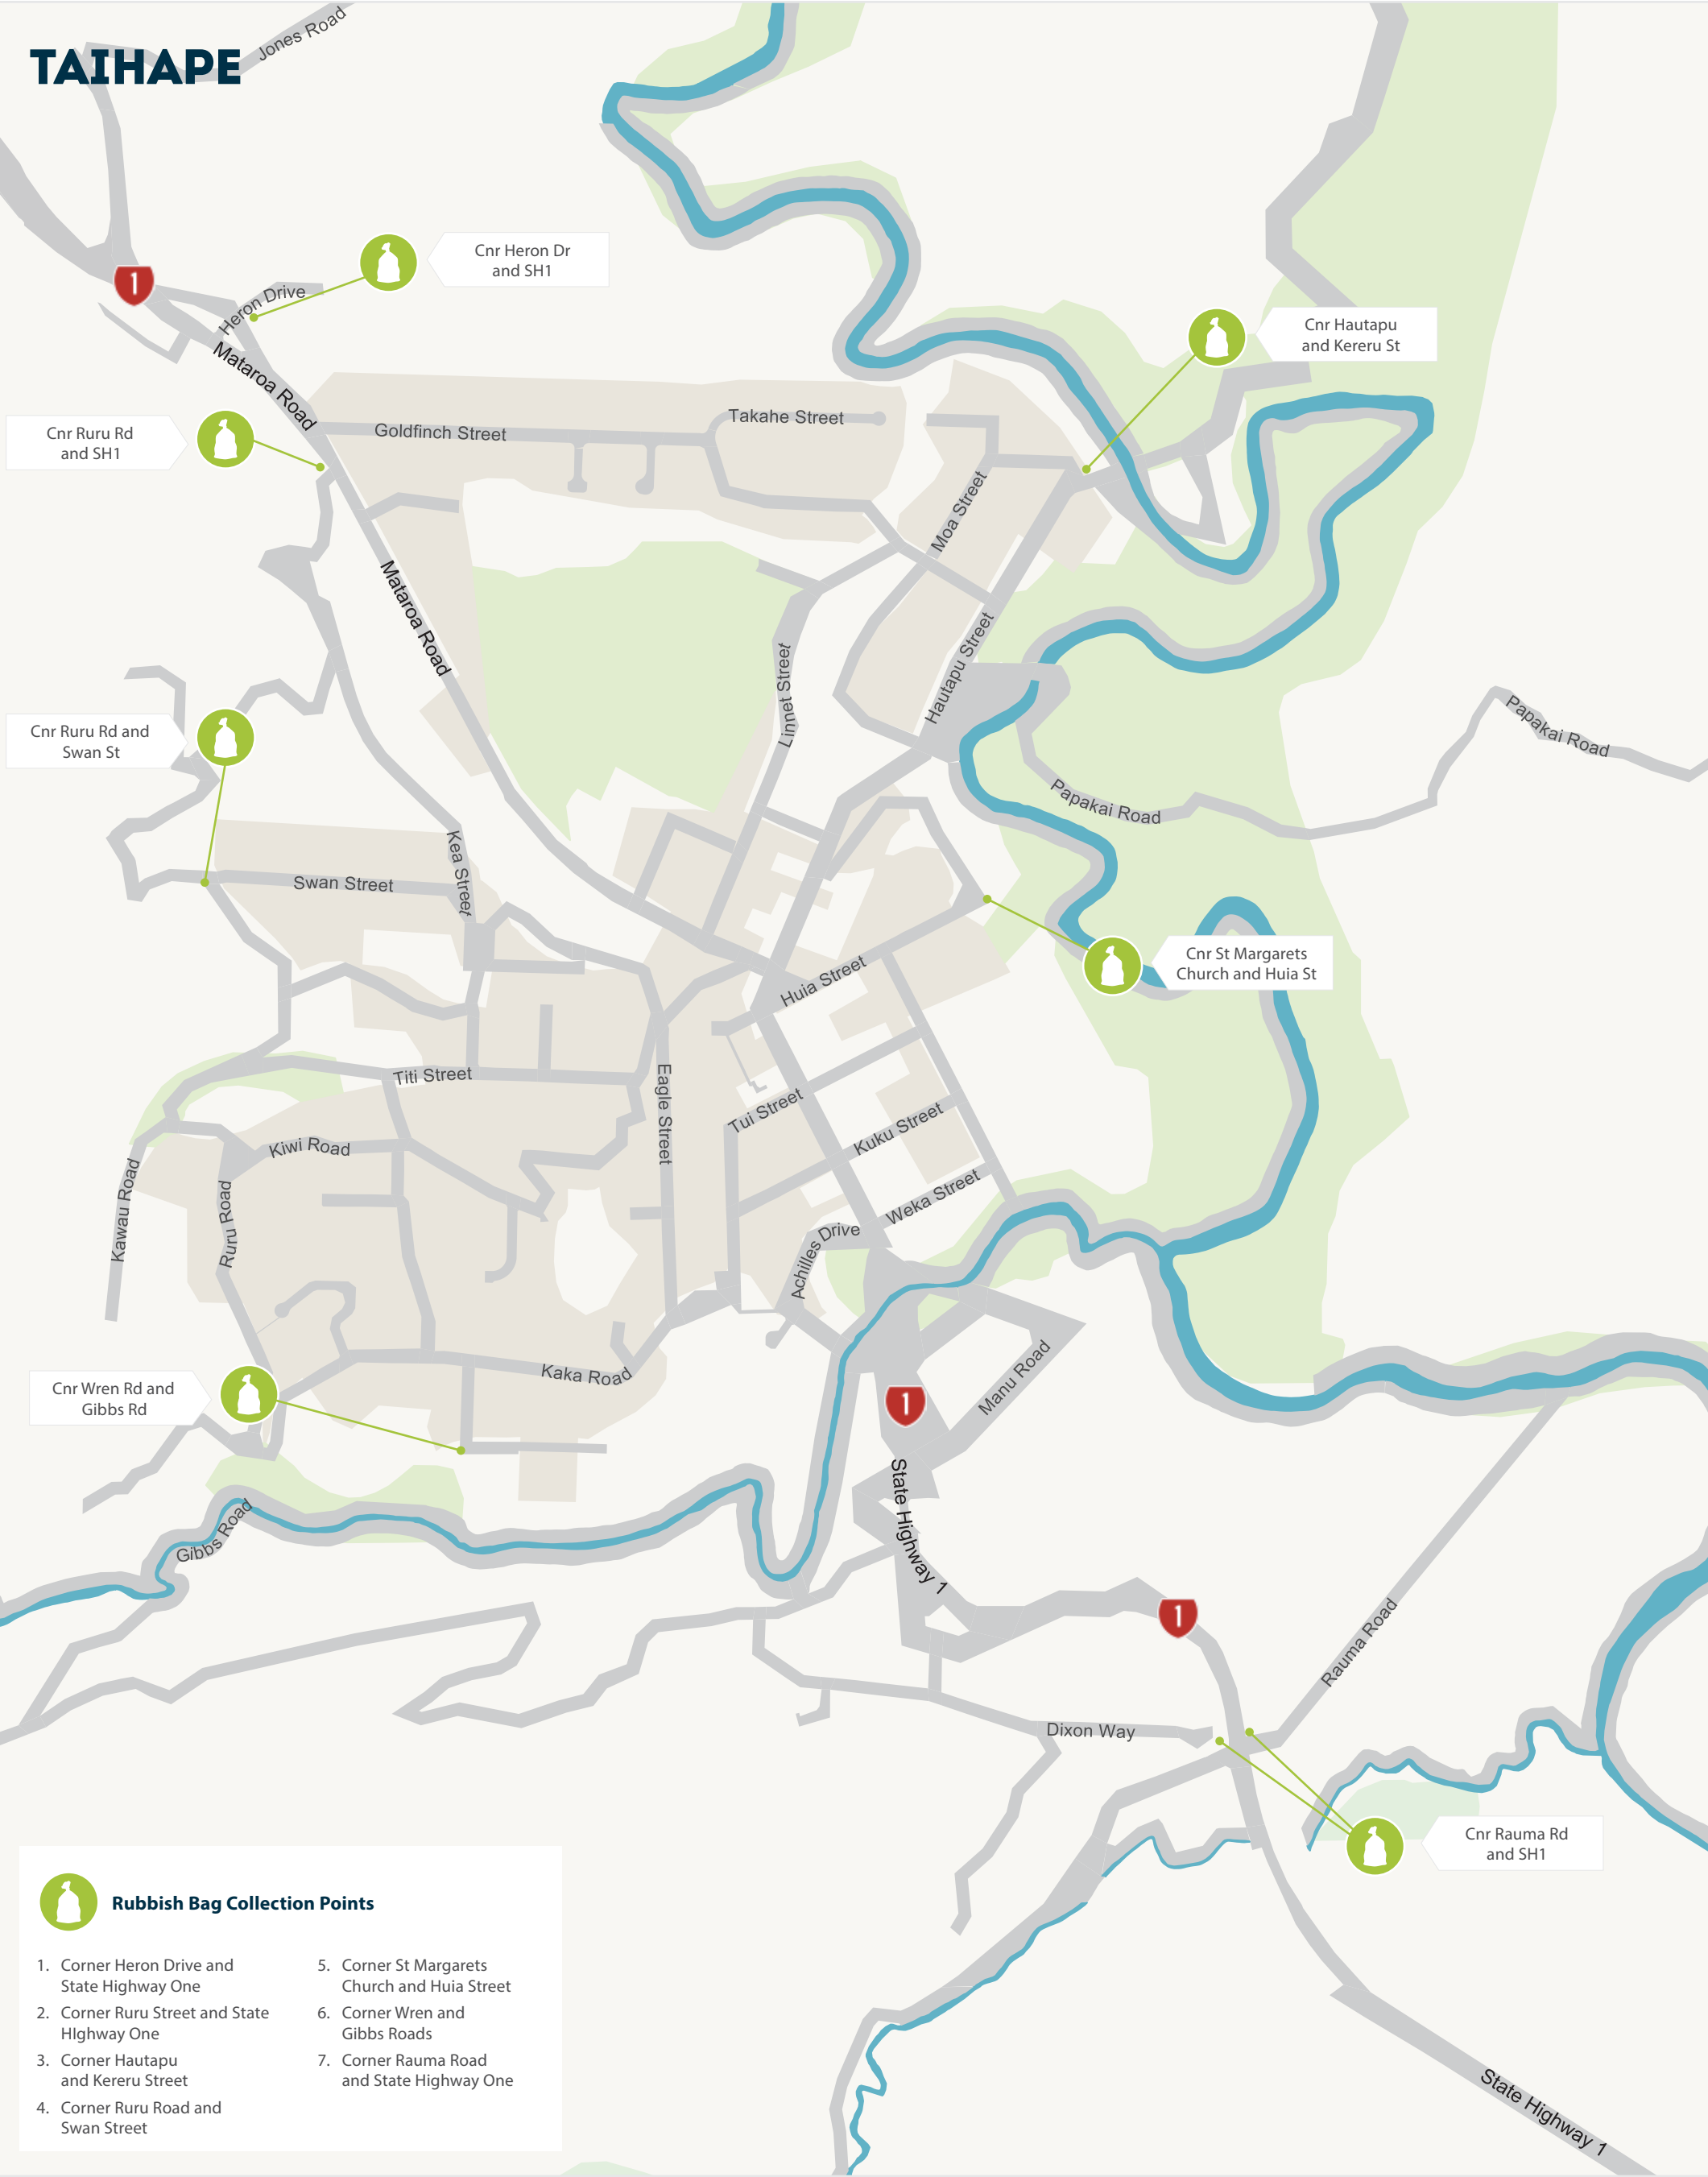 TAIHAPE
Jones Road
Cnr Heron Dr
and SH1
1
Heron Drive
Mataroa Road
Cnr Hautapu
and Kereru St
Cnr Ruru Rd
and SH1
Goldfinch Street
Takahe Street
Moa Street
Mataroa Road
Linnet Street
Hautapu Street
Cnr Ruru Rd and
Swan St
Papakai Road
Papakai Road
Kea Street
Swan Street
Cnr St Margarets
Church and Huia St
Huia Street
Titi Street
Eagle Street
Tui Street
Kuku Street
Kiwi Road
Kawau Road
Ruru Road
Weka Street
Achilles Drive
Kaka Road
Manu Road
Cnr Wren Rd and
Gibbs Rd
1
State Highway 1
Gibbs Road
1
Rauma Road
Dixon Way
Cnr Rauma Rd
and SH1
State Highway 1
Rubbish Bag Collection Points
1. Corner Heron Drive and
State Highway One
2. Corner Ruru Street and State
HIghway One
3. Corner Hautapu
and Kereru Street
4. Corner Ruru Road and
Swan Street
5. Corner St Margarets
Church and Huia Street
6. Corner Wren and
Gibbs Roads
7. Corner Rauma Road
and State Highway One